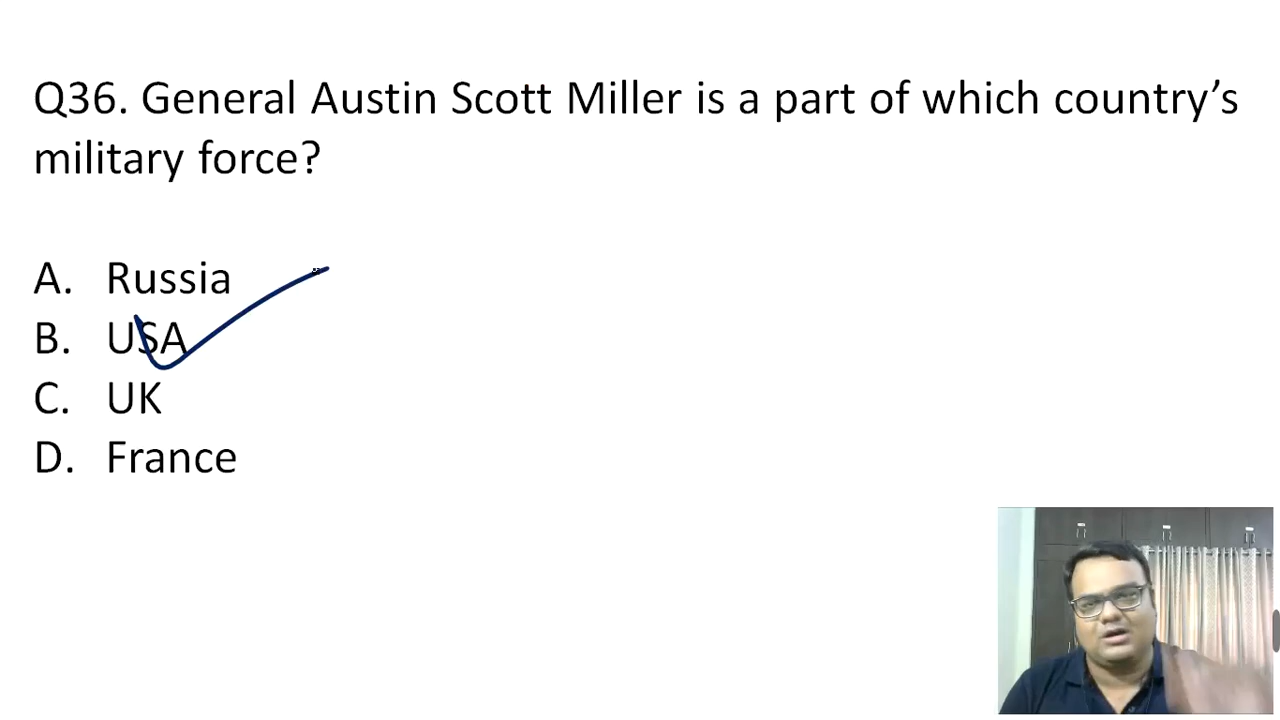 Q36. General Austin Scott Miller is a part of which country’s
military force?
A. Russia
B. USA
C. UK
D. France